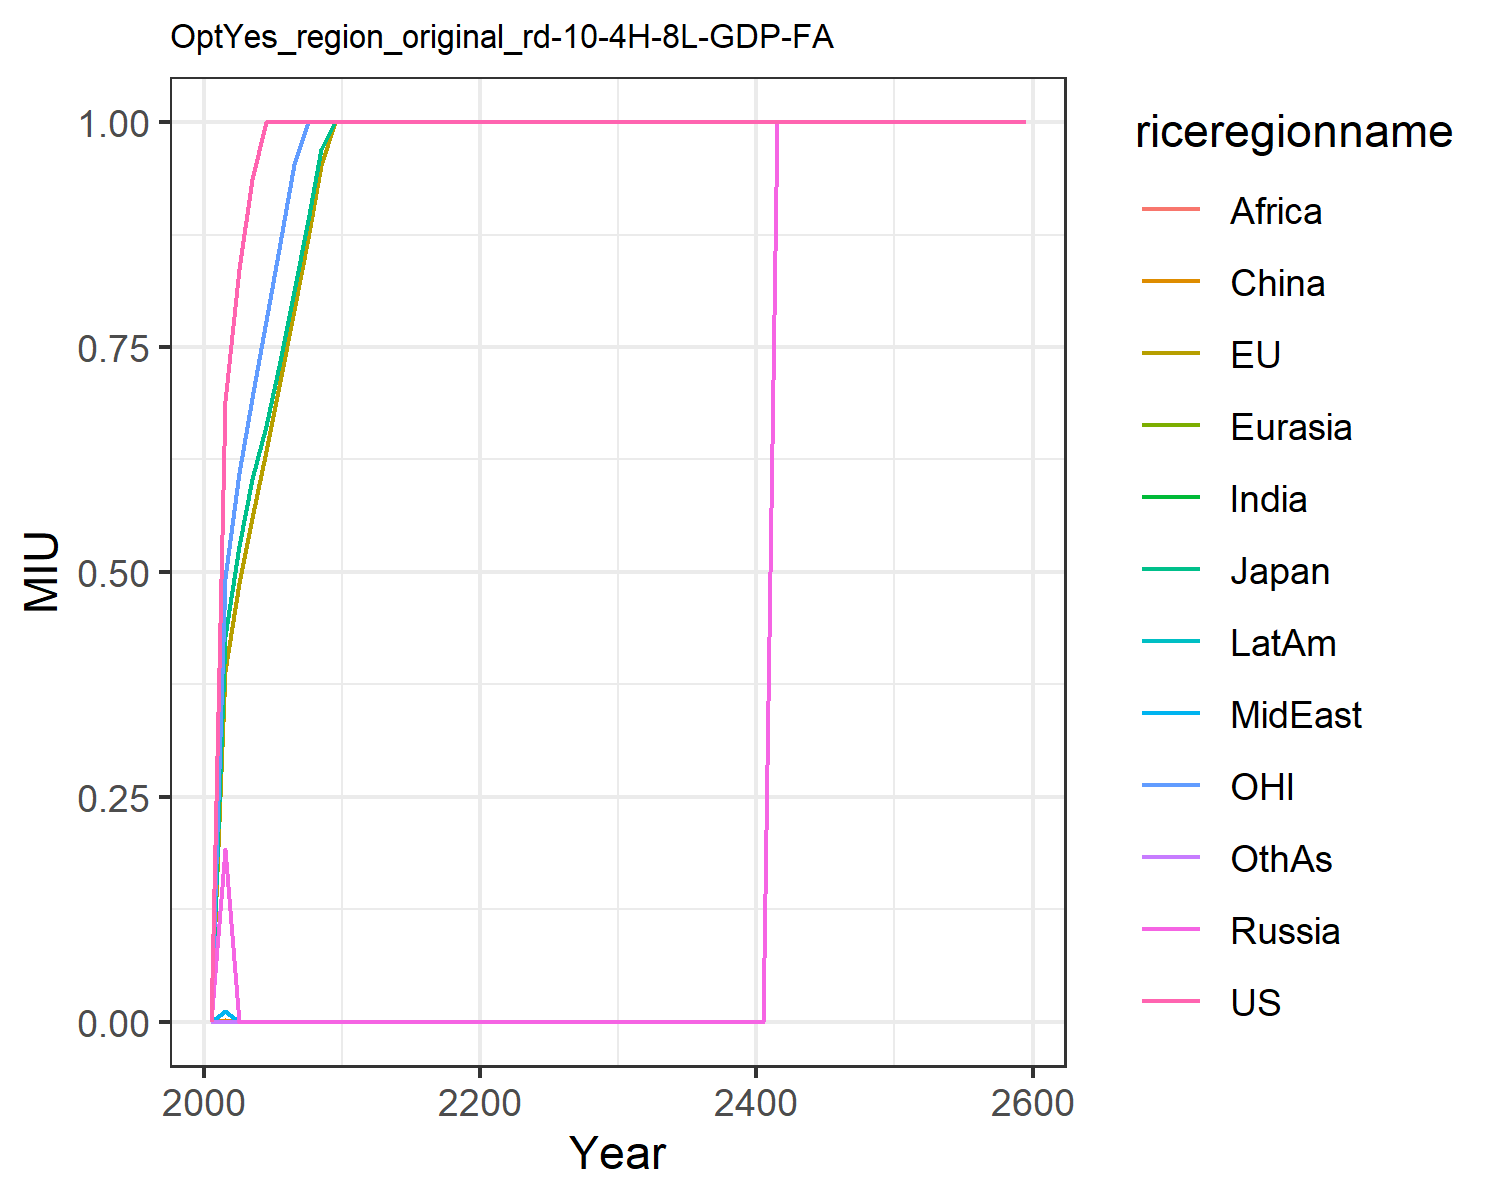 OptYes_region_original_rd-10-4H-8L-GDP-FA
1.00
0.75
0.50
0.25
0.00
MIU
2000
2200
2400
2600
Year
riceregionname
Africa
China
EU
Eurasia
India
Japan
LatAm
MidEast
OHI
OthAs
Russia
US